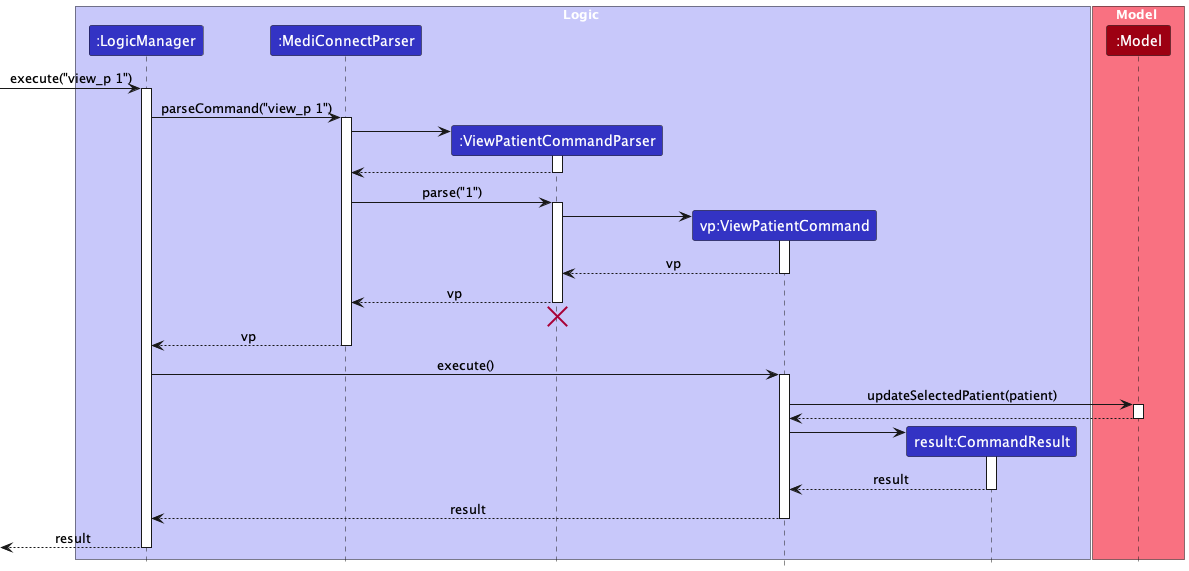 Logic
Model
:LogicManager
:MediConnectParser
:Model
execute("view_p 1")
parseCommand("view_p 1")
:ViewPatientCommandParser
parse("1")
vp:ViewPatientCommand
vp
vp
vp
execute()
updateSelectedPatient(patient)
result:CommandResult
result
result
result